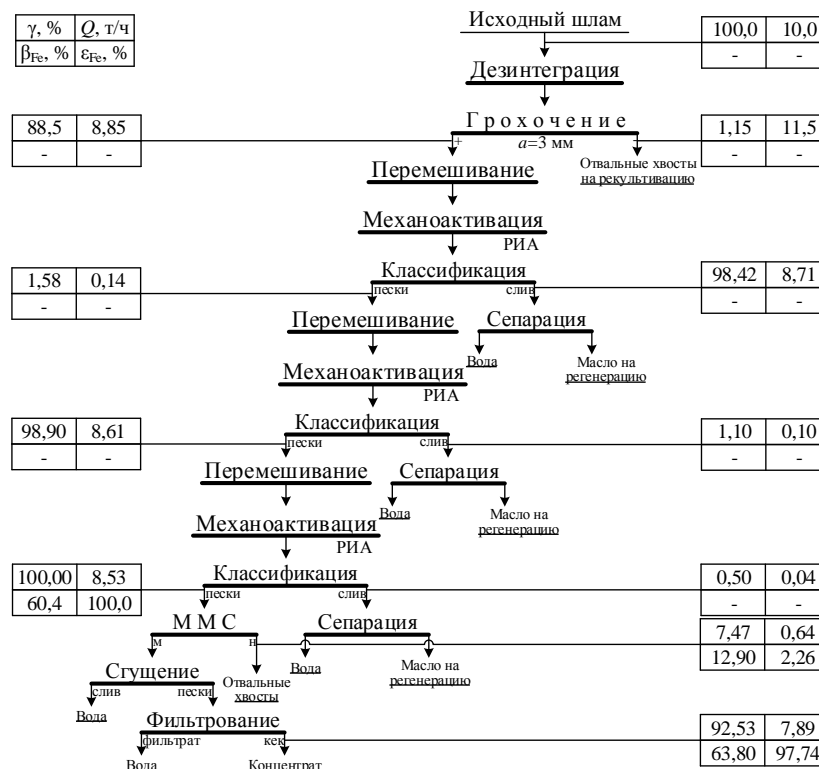 Исходный шлам
γ, % Q, т/ч
β_Fe, % ε_Fe, %
100,0 10,0
- -
Дезинтеграция
Грохочение
88,5 8,85
- -
+ а=3 мм -
1,15 11,5
- -
Отвальные хвосты
на рекультивацию
Перемешивание
Механоактивация
РИА
Классификация
1,58 0,14
- -
пески слив
98,42 8,71
- -
Перемешивание Сепарация
Вода Масло на
регенерацию
Механоактивация
РИА
Классификация
98,90 8,61
- -
пески слив
1,10 0,10
- -
Перемешивание Сепарация
Вода Масло на
регенерацию
Механоактивация
РИА
Классификация
100,00 8,53
60,4 100,0
пески слив
0,50 0,04
- -
ММС Сепарация
м н
7,47 0,64
12,90 2,26
Вода Масло на
регенерацию
Сгущение
Отвальные
хвосты
слив пески
Вода
Фильтрование
фильтрат кек
92,53 7,89
63,80 97,74
Вода Концентрат